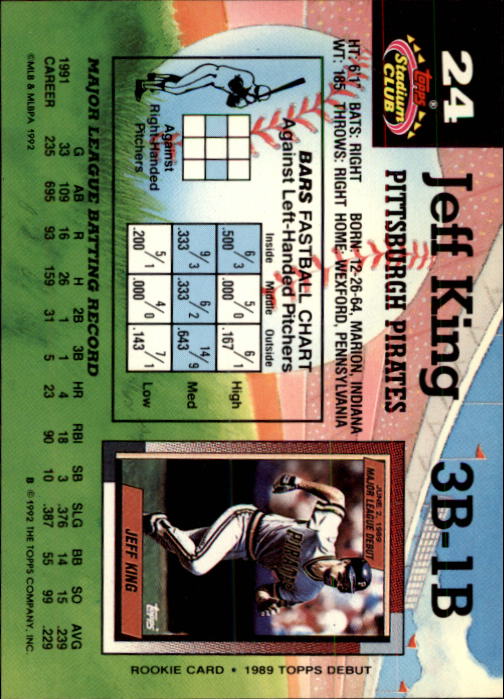 24
Topps®
Stadium
CLUB
Jeff King
3B-1B
PITTSBURGH PIRATES
HT: 6'1" BATS: RIGHT BORN: 12-26-64, MARION, INDIANA
WT: 185 THROWS: RIGHT HOME: WEXFORD, PENNSYLVANIA
BARS FASTBALL CHART
Against Left-Handed Pitchers
Inside Middle Outside
6/3 5/0 6/1
.500 .000 .167 High
9/3 6/2 14/9
.333 .333 .643 Med
5/1 4/0 7/1
.200 .000 .143 Low
Against
Right-Handed
Pitchers
JUNE 2, 1989
MAJOR LEAGUE DEBUT
PIRATES
P
JEFF KING
Topps
ROOKIE CARD • 1989 TOPPS DEBUT
MAJOR LEAGUE BATTING RECORD
G AB R H 2B 3B HR RBI SB SLG BB SO AVG
1991 33 109 16 26 1 1 4 18 3 .376 14 15 .239
CAREER 235 695 93 159 31 5 23 90 10 .387 55 99 .229
©MLB & MLBPA 1992
B © 1992 THE TOPPS COMPANY, INC.